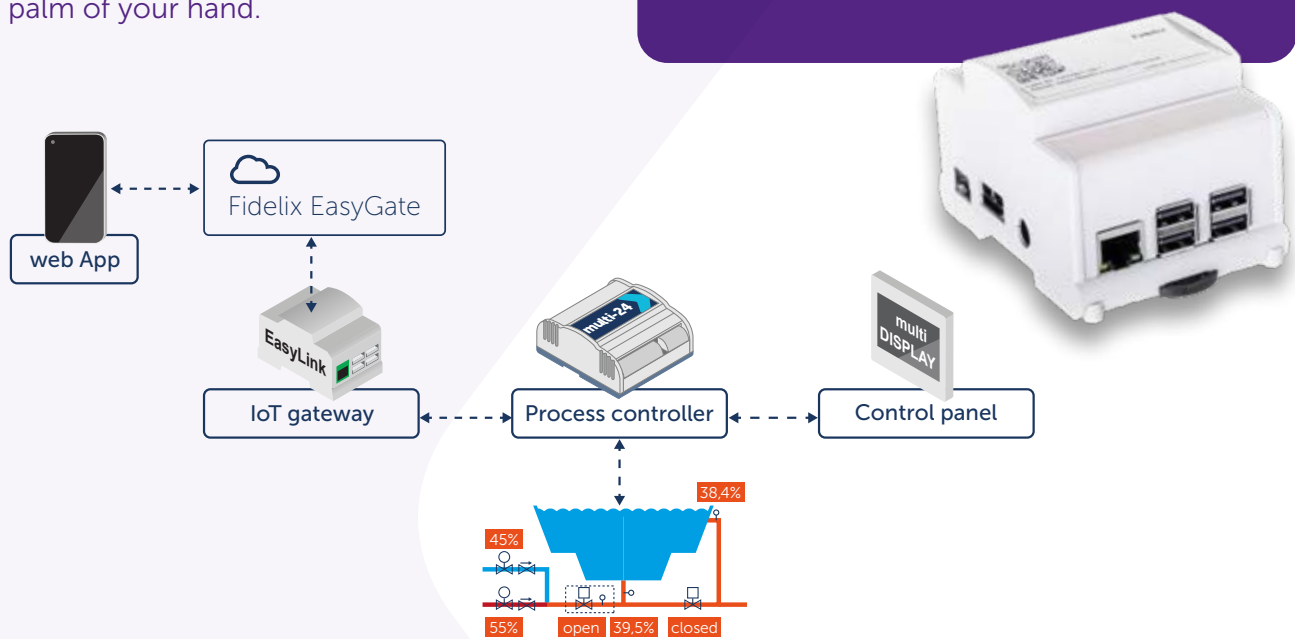 palm of your hand.
Fidelix EasyGate
web App
EasyLink
multi-24
multi
DISPLAY
IoT gateway
Process controller
Control panel
38,4%
45%
55%
open
39,5%
closed